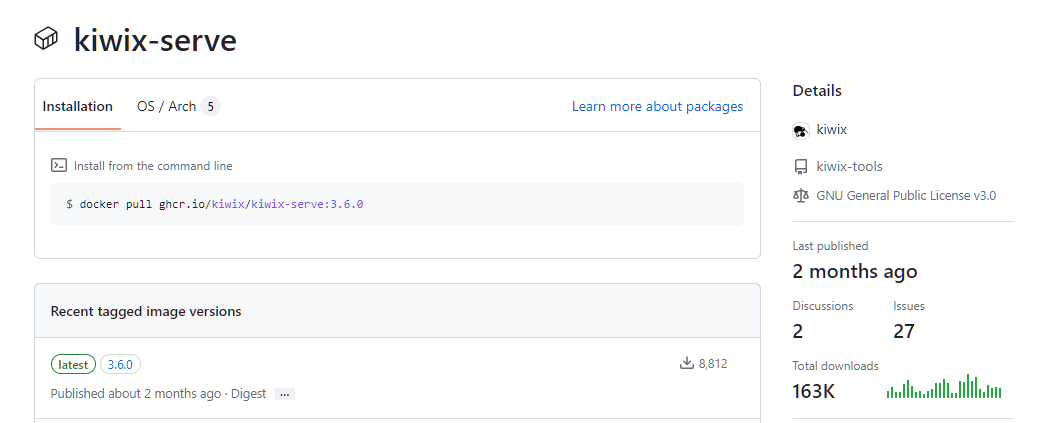 kiwix-serve
Installation OS / Arch 5 Learn more about packages
Install from the command line
$ docker pull ghcr.io/kiwix/kiwix-serve:3.6.0
Recent tagged image versions
latest 3.6.0 8,812
Published about 2 months ago · Digest ...
Details
kiwix
kiwix-tools
GNU General Public License v3.0
Last published
2 months ago
Discussions Issues
2 27
Total downloads
163K